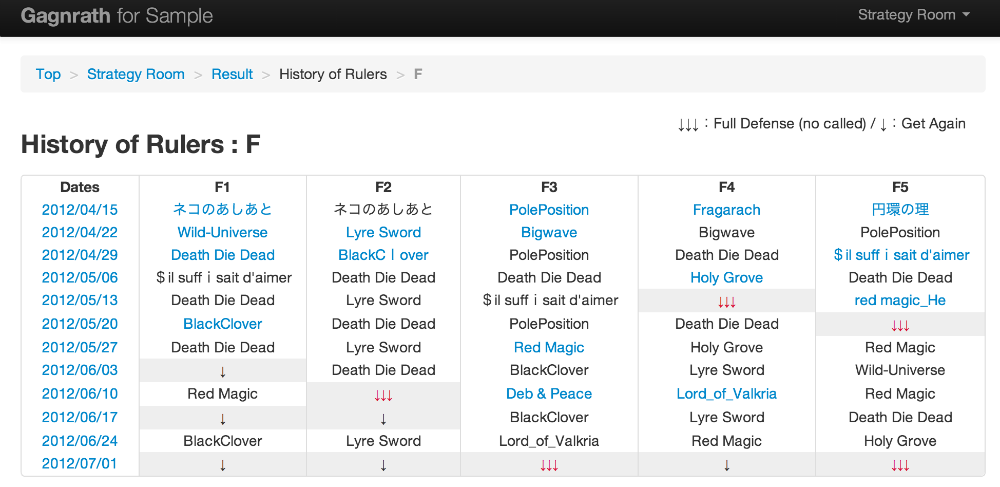 Gagnrath for Sample Strategy Room
Top > Strategy Room > Result > History of Rulers > F
↓↓↓：Full Defense (no called) / ↓：Get Again
History of Rulers : F
Dates F1 F2 F3 F4 F5
2012/04/15 ネコのあしあと ネコのあしあと PolePosition Fragarach 円環の理
2012/04/22 Wild-Universe Lyre Sword Bigwave Bigwave PolePosition
2012/04/29 Death Die Dead BlackC｜over PolePosition Death Die Dead ＄il suffｉsait d'aimer
2012/05/06 ＄il suffｉsait d'aimer Death Die Dead Death Die Dead Holy Grove Death Die Dead
2012/05/13 Death Die Dead Lyre Sword ＄il suffｉsait d'aimer ↓↓↓ red magic_He
2012/05/20 BlackClover Death Die Dead PolePosition Death Die Dead ↓↓↓
2012/05/27 Death Die Dead Lyre Sword Red Magic Holy Grove Red Magic
2012/06/03 ↓ Death Die Dead BlackClover Lyre Sword Wild-Universe
2012/06/10 Red Magic ↓↓↓ Deb & Peace Lord_of_Valkria Red Magic
2012/06/17 ↓ ↓ BlackClover Lyre Sword Death Die Dead
2012/06/24 BlackClover Lyre Sword Lord_of_Valkria Red Magic Holy Grove
2012/07/01 ↓ ↓ ↓↓↓ ↓ ↓↓↓